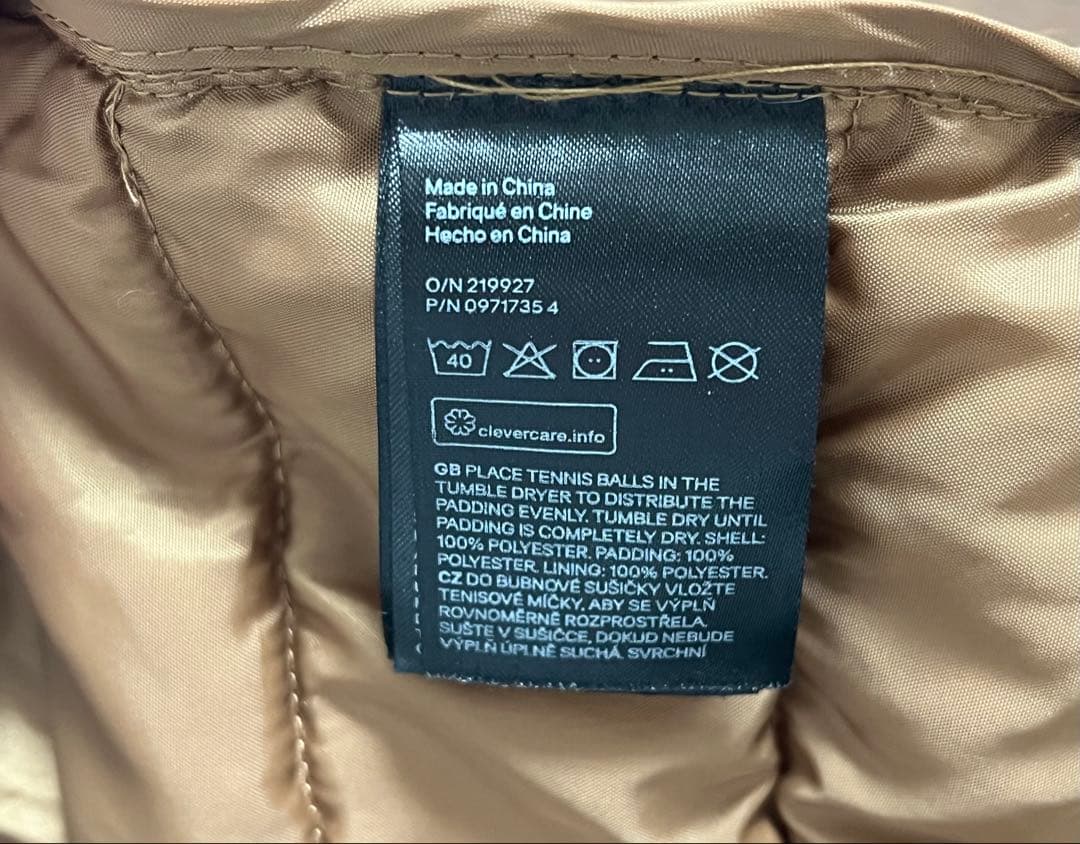 Made in China
Fabriqué en Chine
Hecho en China
O/N 219927
P/N 0971735 4
40
clevercare.info
GB PLACE TENNIS BALLS IN THE
TUMBLE DRYER TO DISTRIBUTE THE
PADDING EVENLY. TUMBLE DRY UNTIL
PADDING IS COMPLETELY DRY. SHELL:
100% POLYESTER. PADDING: 100%
POLYESTER. LINING: 100% POLYESTER.
CZ DO BUBNOVÉ SUŠIČKY VLOŽTE
TENISOVÉ MÍČKY, ABY SE VÝPLŇ
ROVNOMĚRNĚ ROZPROSTŘELA.
SUŠTE V SUŠIČCE, DOKUD NEBUDE
VÝPLŇ ÚPLNĚ SUCHÁ. SVRCHNÍ